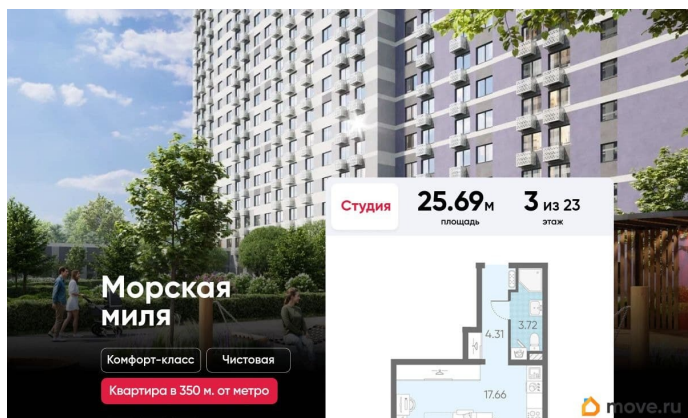 Студия
25.69м
площадь
3 из 23
этаж
Морская
миля
Комфорт-класс
Чистовая
Квартира в 350 м. от метро
4.31
3.72
17.66
move.ru